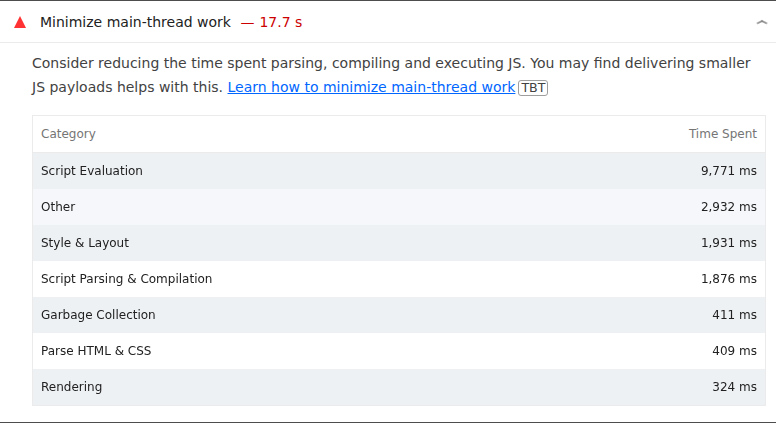 Minimize main-thread work — 17.7 s
Consider reducing the time spent parsing, compiling and executing JS. You may find delivering smaller
JS payloads helps with this. Learn how to minimize main-thread work TBT
Category Time Spent
Script Evaluation 9,771 ms
Other 2,932 ms
Style & Layout 1,931 ms
Script Parsing & Compilation 1,876 ms
Garbage Collection 411 ms
Parse HTML & CSS 409 ms
Rendering 324 ms